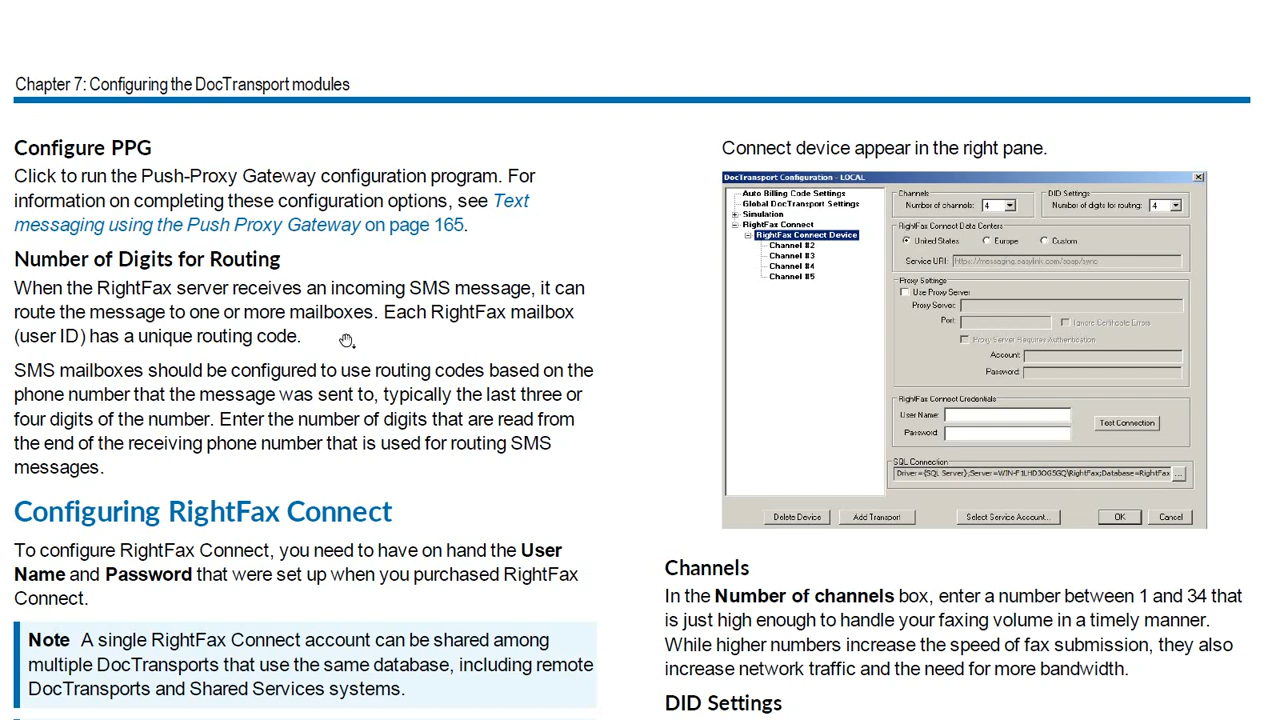 Chapter 7: Configuring the DocTransport modules
Configure PPG
Click to run the Push-Proxy Gateway configuration program. For
information on completing these configuration options, see Text
messaging using the Push Proxy Gateway on page 165.
Number of Digits for Routing
When the RightFax server receives an incoming SMS message, it can
route the message to one or more mailboxes. Each RightFax mailbox
(user ID) has a unique routing code.
SMS mailboxes should be configured to use routing codes based on the
phone number that the message was sent to, typically the last three or
four digits of the number. Enter the number of digits that are read from
the end of the receiving phone number that is used for routing SMS
messages.
Configuring RightFax Connect
To configure RightFax Connect, you need to have on hand the User
Name and Password that were set up when you purchased RightFax
Connect.
Note A single RightFax Connect account can be shared among
multiple DocTransports that use the same database, including remote
DocTransports and Shared Services systems.
Connect device appear in the right pane.
DocTransport Configuration - LOCAL
Auto Billing Code Settings
Global DocTransport Settings
Simulation
RightFax Connect
RightFax Connect Device
Channel #2
Channel #3
Channel #4
Channel #5
Channels
Number of channels: 4
DID Settings
Number of digits for routing: 4
RightFax Connect Data Centers
United States Europe Custom
Service URI: https://messaging.easylink.com/soap/sync
Proxy Settings
Use Proxy Server
Proxy Server:
Port: Ignore Certificate Errors
Proxy Server Requires Authentication
Account:
Password:
RightFax Connect Credentials
User Name:
Password:
Test Connection
SQL Connection
Driver={SQL Server};Server=WIN-F1LHD3OG5GQ\RightFax;Database=RightFax ...
Delete Device Add Transport Select Service Account... OK Cancel
Channels
In the Number of channels box, enter a number between 1 and 34 that
is just high enough to handle your faxing volume in a timely manner.
While higher numbers increase the speed of fax submission, they also
increase network traffic and the need for more bandwidth.
DID Settings